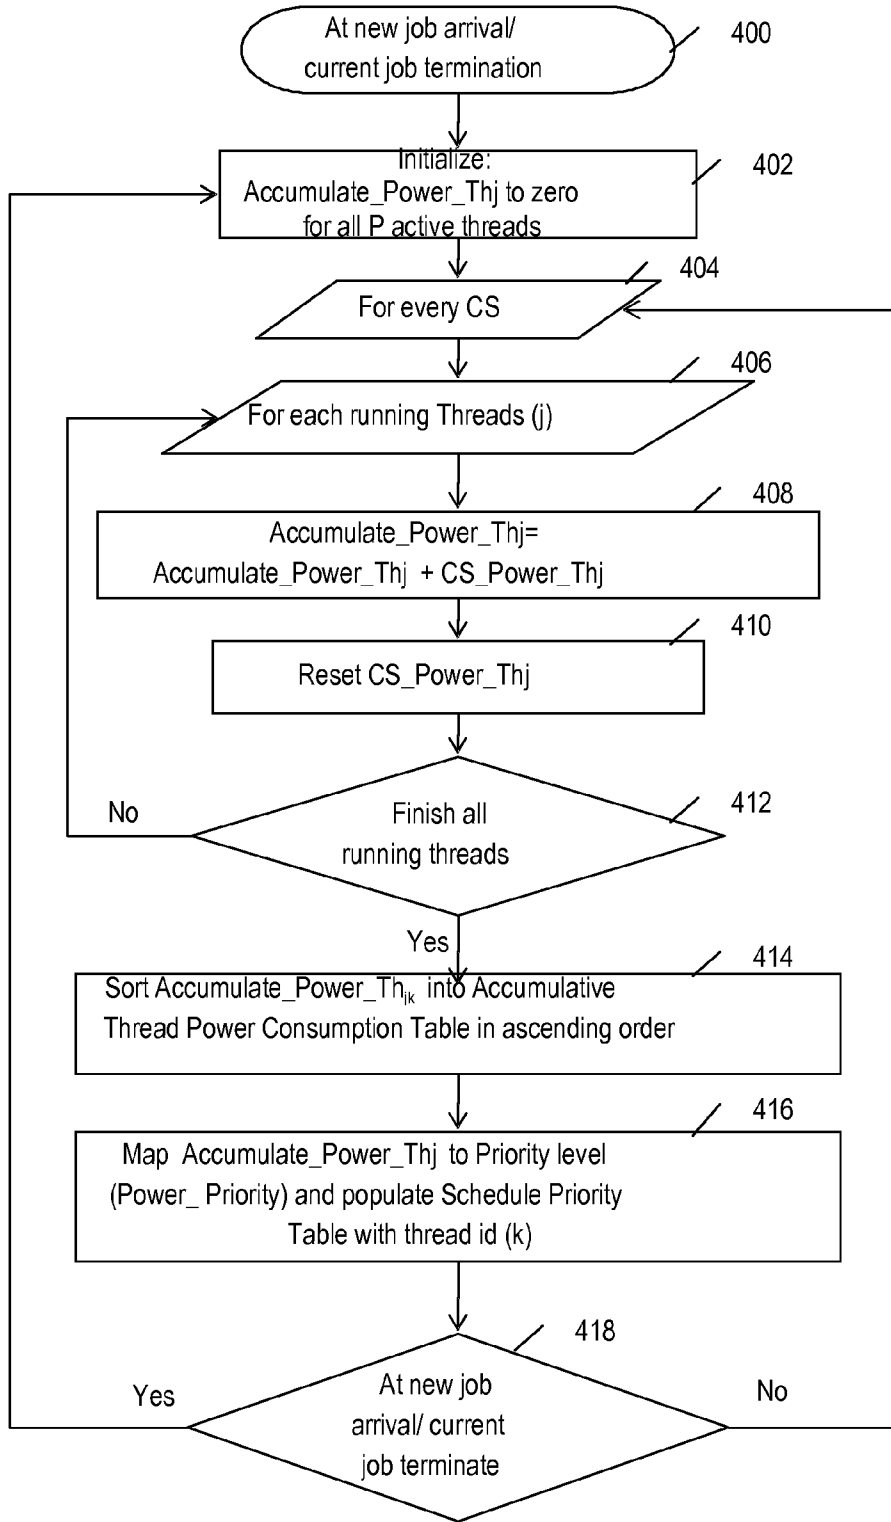 At new job arrival/
current job termination
400
Initialize:
Accumulate_Power_Thj to zero
for all P active threads
402
404
For every CS
406
For each running Threads (j)
408
Accumulate_Power_Thj=
Accumulate_Power_Thj + CS_Power_Thj
410
Reset CS_Power_Thj
412
Finish all
running threads
No
Yes
414
Sort Accumulate_Power_Thjk into Accumulative
Thread Power Consumption Table in ascending order
416
Map Accumulate_Power_Thj to Priority level
(Power_ Priority) and populate Schedule Priority
Table with thread id (k)
418
At new job
arrival/ current
job terminate
Yes
No